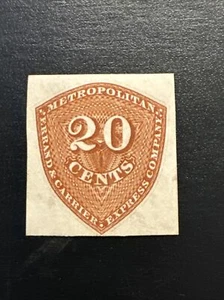 METROPOLITAN
ERRAND & CARRIER EXPRESS COMPANY.
20
CENTS